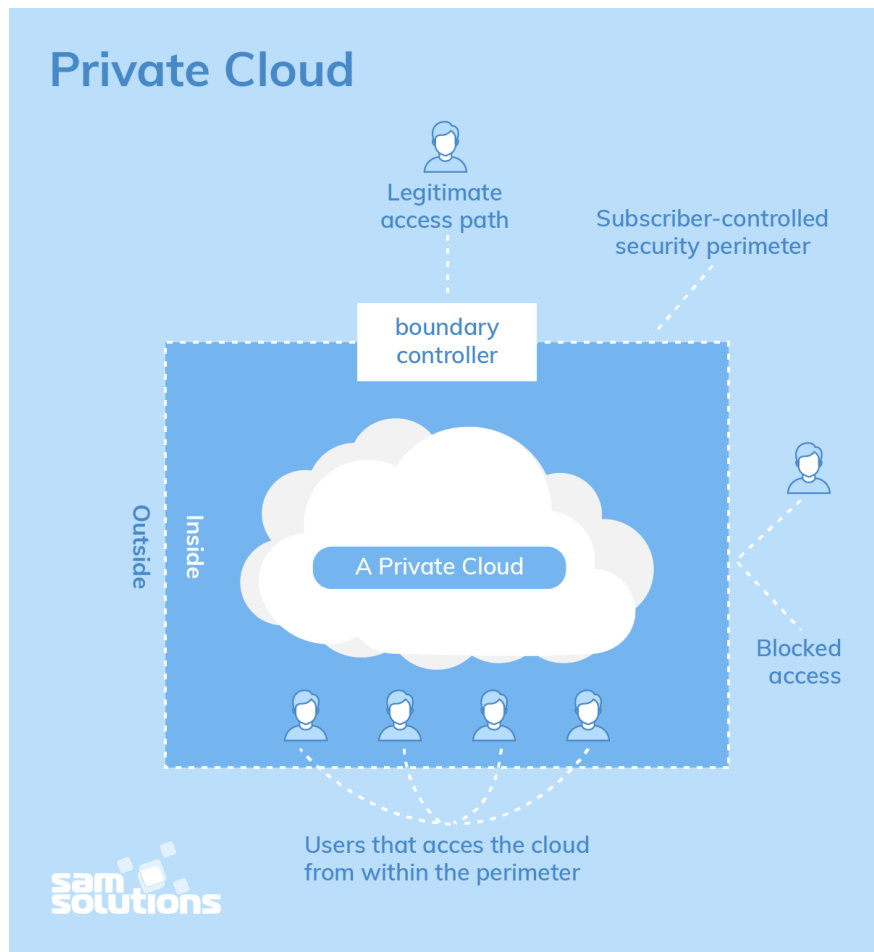 Private Cloud
Legitimate
access path
Subscriber-controlled
security perimeter
boundary
controller
Outside
Inside
A Private Cloud
Blocked
access
Users that acces the cloud
from within the perimeter
sam
solutions